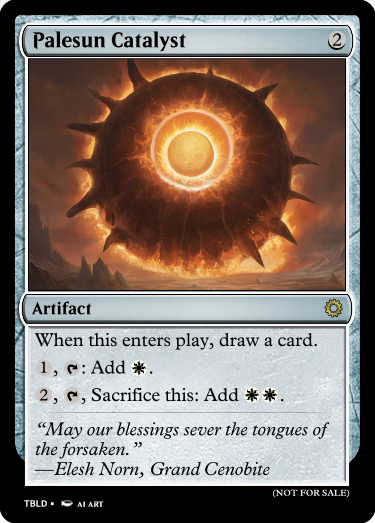 Palesun Catalyst 2
Artifact
When this enters play, draw a card.
1, : Add .
2, , Sacrifice this: Add .
“May our blessings sever the tongues of
the forsaken.”
—Elesh Norn, Grand Cenobite
(NOT FOR SALE)
TBLD • AI ART